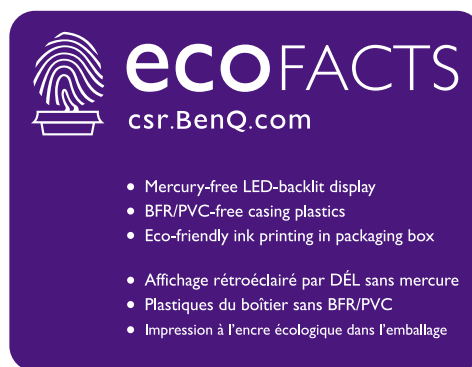 ecoFACTS
csr.BenQ.com
• Mercury-free LED-backlit display
• BFR/PVC-free casing plastics
• Eco-friendly ink printing in packaging box
• Affichage rétroéclairé par DÉL sans mercure
• Plastiques du boîtier sans BFR/PVC
• Impression à l'encre écologique dans l'emballage